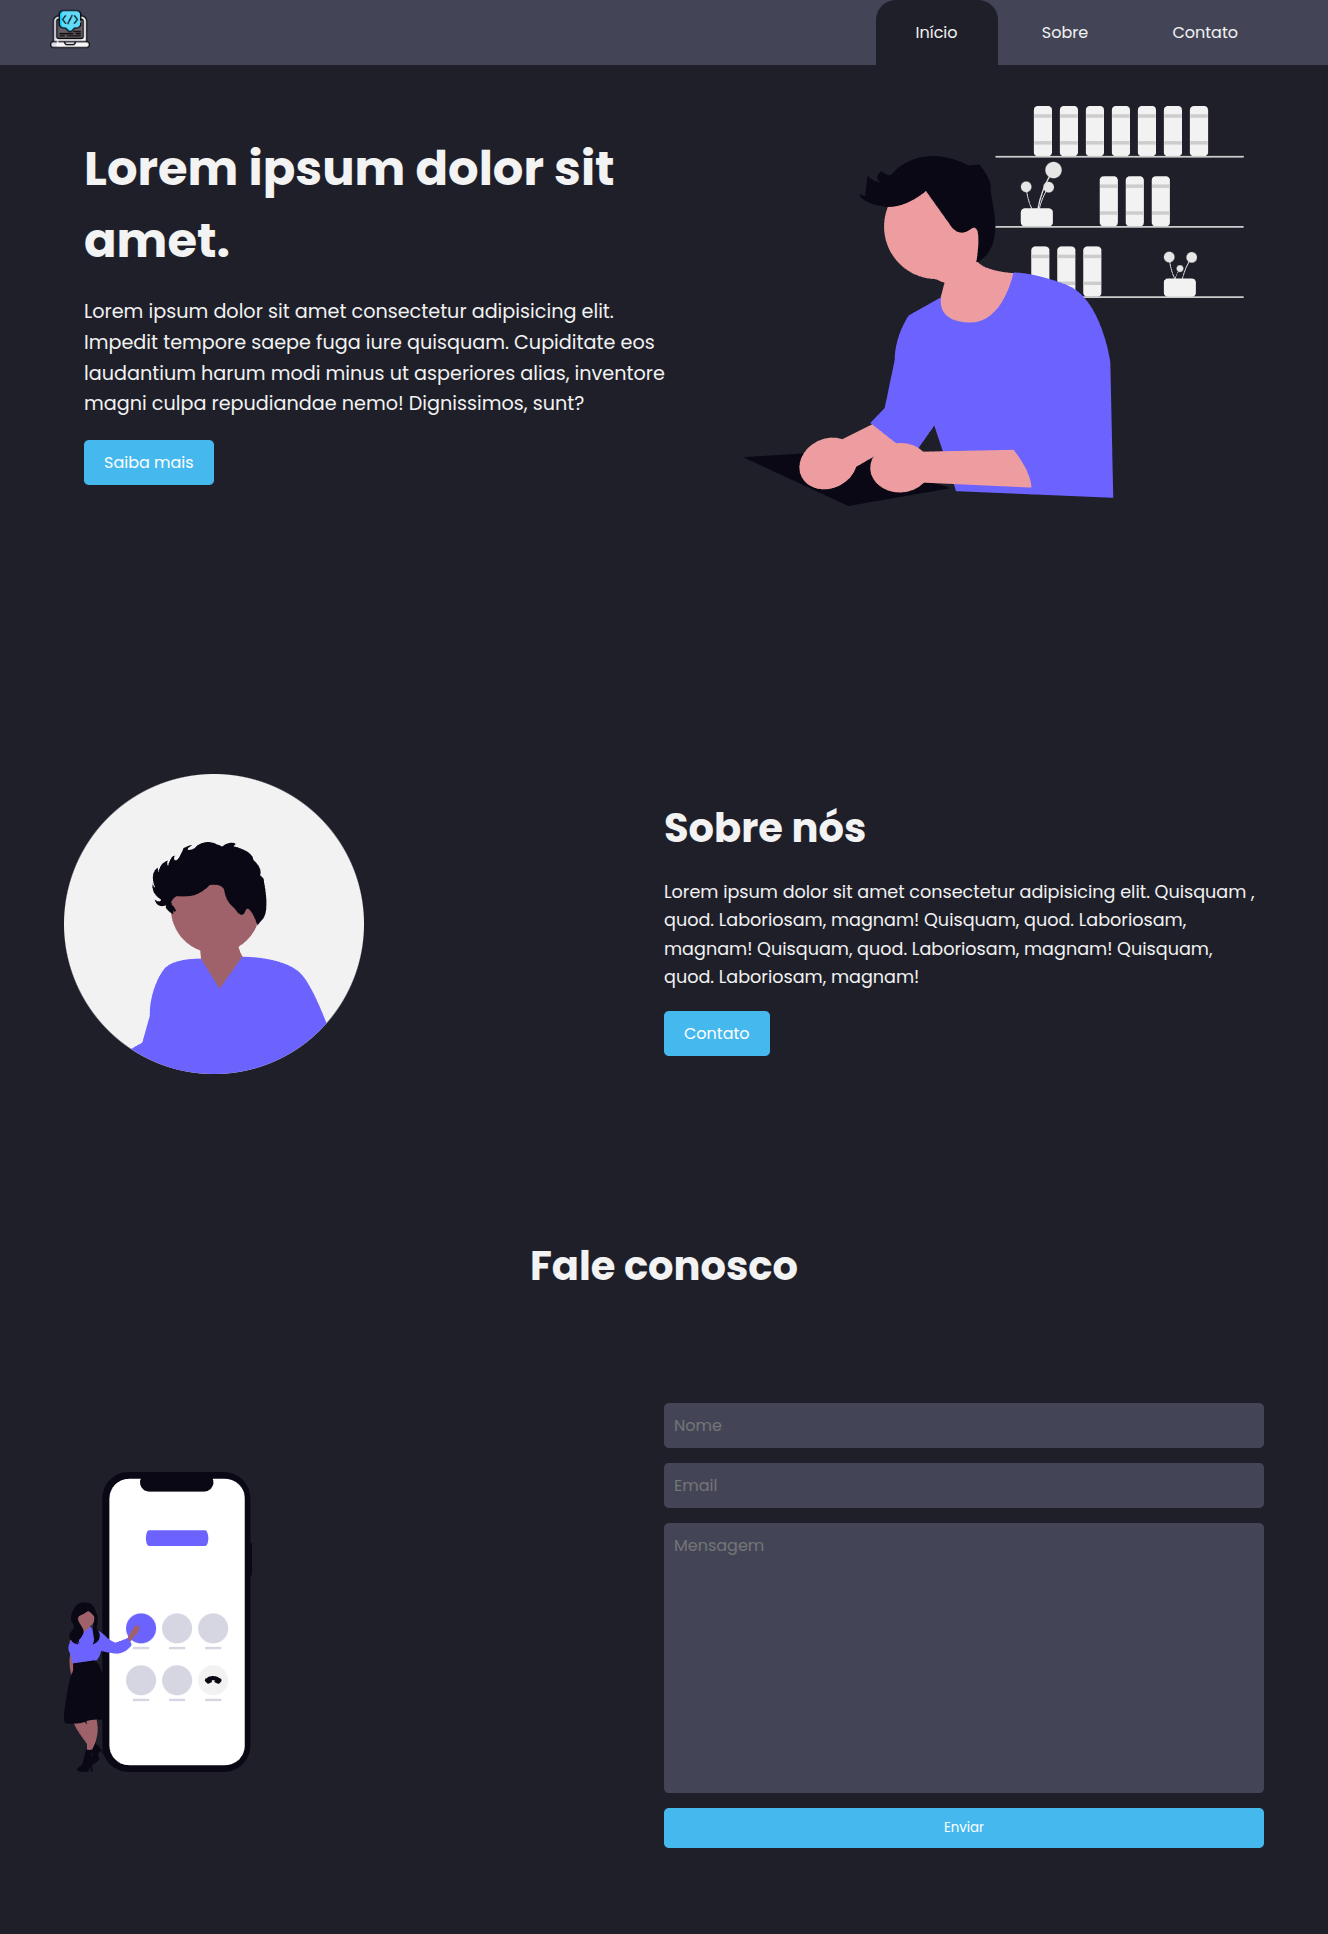 Início
Sobre
Contato
Lorem ipsum dolor sit
amet.
Lorem ipsum dolor sit amet consectetur adipisicing elit.
Impedit tempore saepe fuga iure quisquam. Cupiditate eos
laudantium harum modi minus ut asperiores alias, inventore
magni culpa repudiandae nemo! Dignissimos, sunt?
Saiba mais
Sobre nós
Lorem ipsum dolor sit amet consectetur adipisicing elit. Quisquam ,
quod. Laboriosam, magnam! Quisquam, quod. Laboriosam,
magnam! Quisquam, quod. Laboriosam, magnam! Quisquam,
quod. Laboriosam, magnam!
Contato
Fale conosco
Nome
Email
Mensagem
Enviar